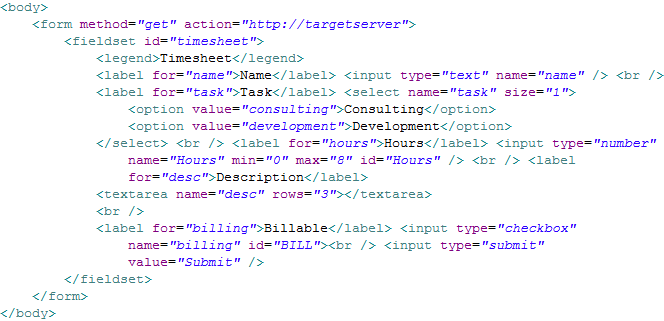 <body>
<form method="get" action="http://targetserver">
<fieldset id="timesheet">
<legend>Timesheet</legend>
<label for="name">Name</label> <input type="text" name="name" /> <br />
<label for="task">Task</label> <select name="task" size="1">
<option value="consulting">Consulting</option>
<option value="development">Development</option>
</select> <br /> <label for="hours">Hours</label> <input type="number"
name="Hours" min="0" max="8" id="Hours" /> <br /> <label
for="desc">Description</label>
<textarea name="desc" rows="3"></textarea>
<br />
<label for="billing">Billable</label> <input type="checkbox"
name="billing" id="BILL"><br /> <input type="submit"
value="Submit" />
</fieldset>
</form>
</body>